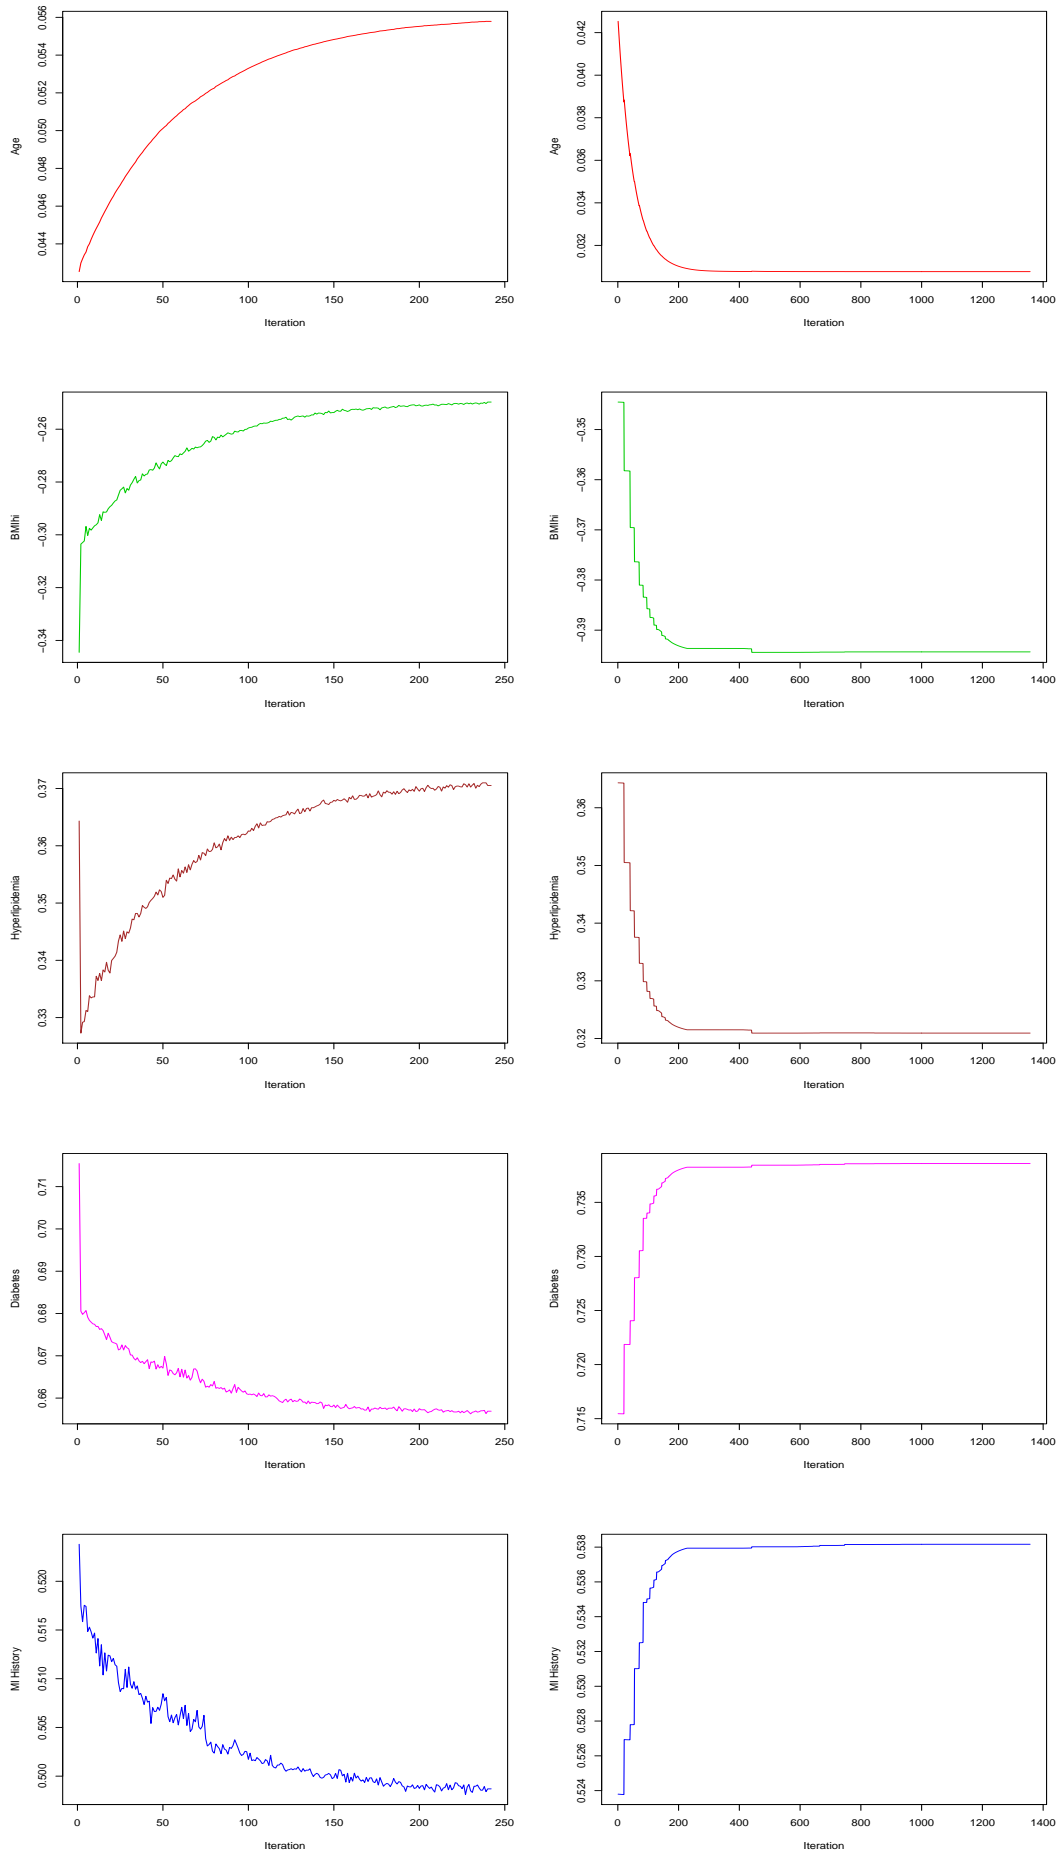 0.044 0.046 0.048 0.050 0.052 0.054 0.056
Age
0 50 100 150 200 250
Iteration
0.032 0.034 0.036 0.038 0.040 0.042
Age
0 200 400 600 800 1000 1200 1400
Iteration
−0.34 −0.32 −0.30 −0.28 −0.26
BMIhi
0 50 100 150 200 250
Iteration
−0.39 −0.38 −0.37 −0.36 −0.35
BMIhi
0 200 400 600 800 1000 1200 1400
Iteration
0.33 0.34 0.35 0.36 0.37
Hyperlipidemia
0 50 100 150 200 250
Iteration
0.32 0.33 0.34 0.35 0.36
Hyperlipidemia
0 200 400 600 800 1000 1200 1400
Iteration
0.66 0.67 0.68 0.69 0.70 0.71
Diabetes
0 50 100 150 200 250
Iteration
0.715 0.720 0.725 0.730 0.735
Diabetes
0 200 400 600 800 1000 1200 1400
Iteration
0.500 0.505 0.510 0.515 0.520
MI History
0 50 100 150 200 250
Iteration
0.524 0.526 0.528 0.530 0.532 0.534 0.536 0.538
MI History
0 200 400 600 800 1000 1200 1400
Iteration